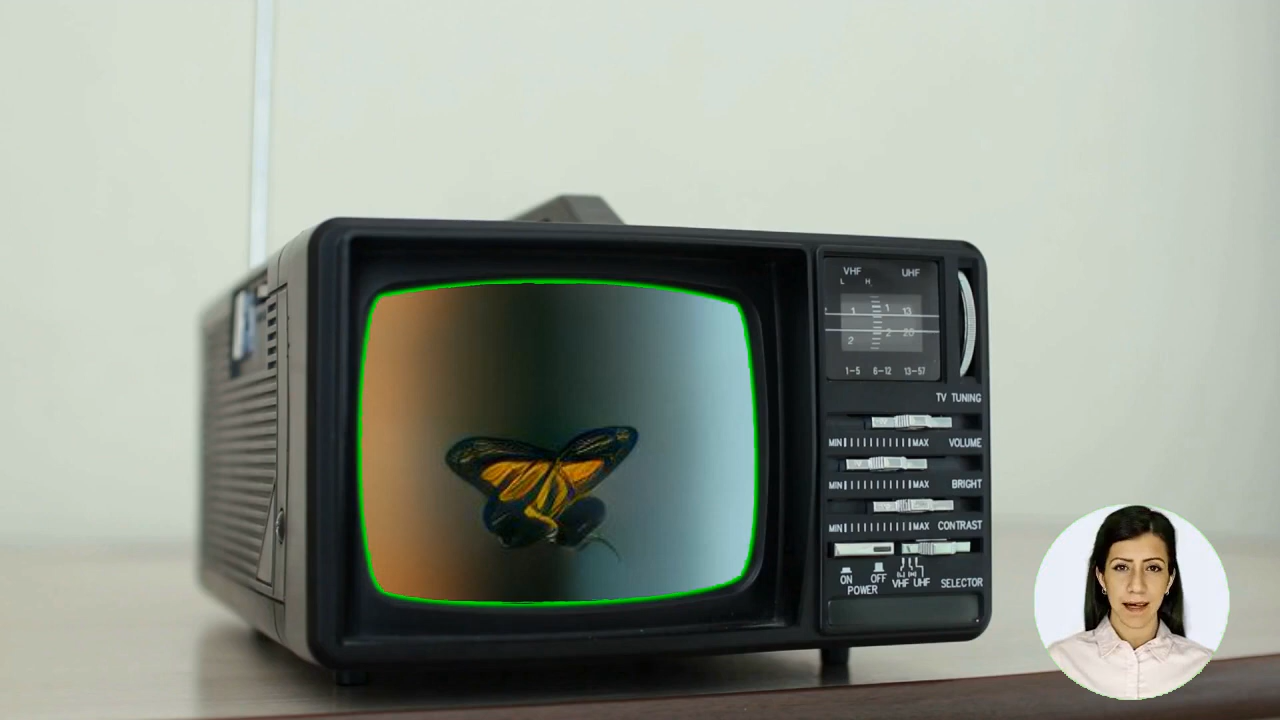 VHF UHF
L H
1 1 13
2 2 20
1-5 6-12 13-57
TV TUNING
MIN MAX VOLUME
MIN MAX BRIGHT
MIN MAX CONTRAST
ON OFF
POWER
VHF UHF SELECTOR